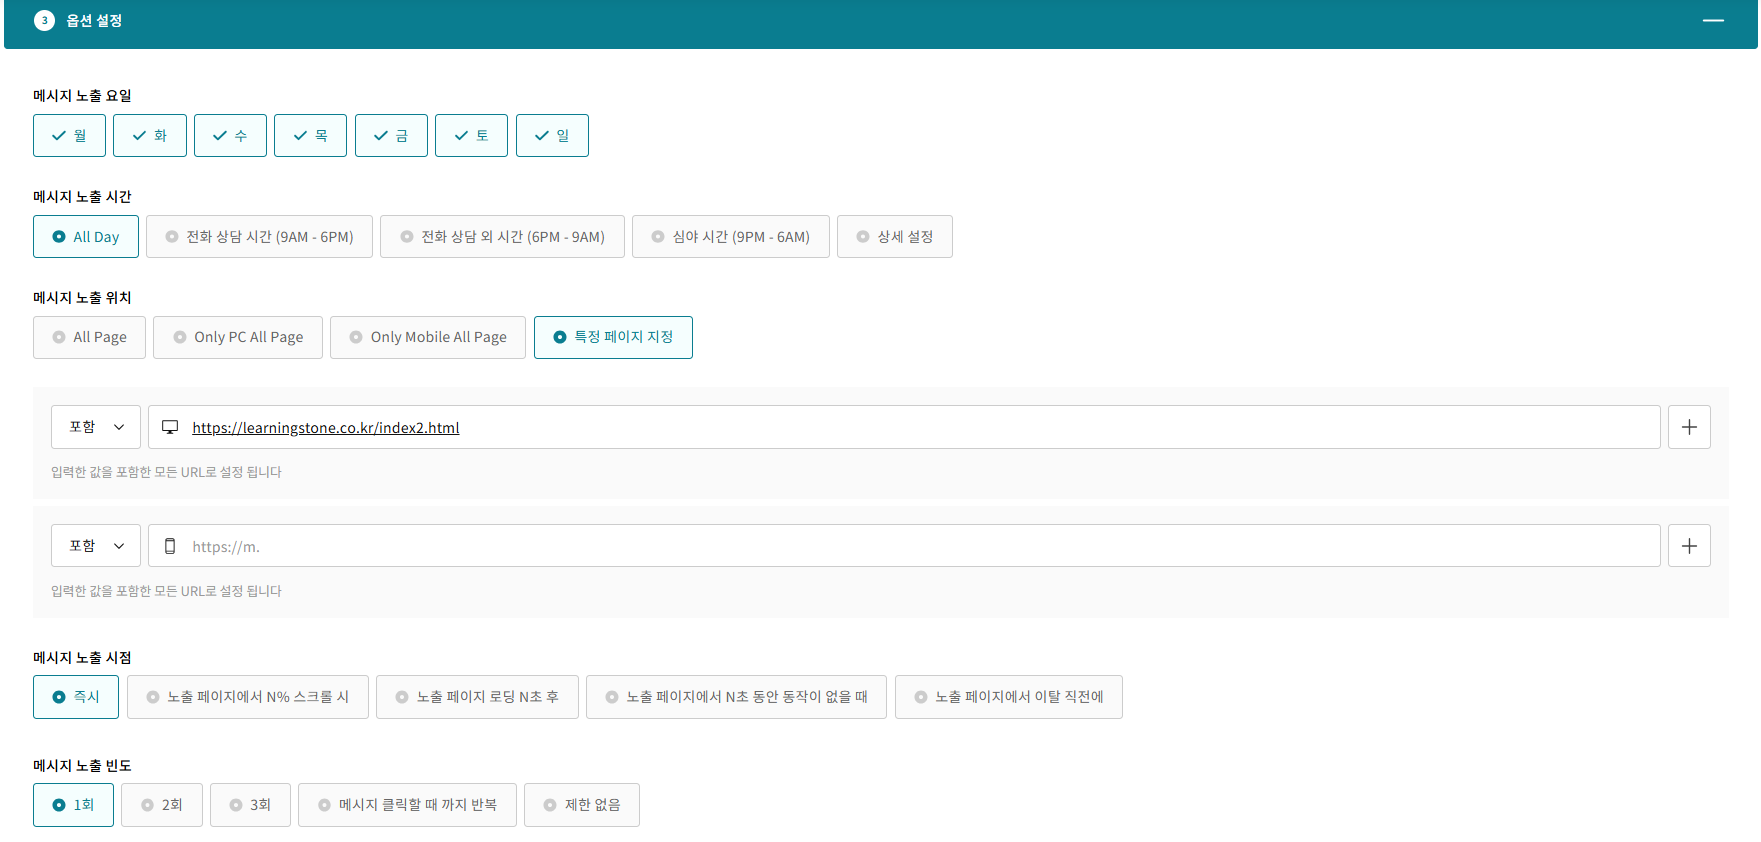 3 옵션 설정
메시지 노출 요일
월 화 수 목 금 토 일
메시지 노출 시간
All Day 전화 상담 시간 (9AM - 6PM) 전화 상담 외 시간 (6PM - 9AM) 심야 시간 (9PM - 6AM) 상세 설정
메시지 노출 위치
All Page Only PC All Page Only Mobile All Page 특정 페이지 지정
포함 https://learningstone.co.kr/index2.html
입력한 값을 포함한 모든 URL로 설정 됩니다
포함 https://m.
입력한 값을 포함한 모든 URL로 설정 됩니다
메시지 노출 시점
즉시 노출 페이지에서 N% 스크롤 시 노출 페이지 로딩 N초 후 노출 페이지에서 N초 동안 동작이 없을 때 노출 페이지에서 이탈 직전에
메시지 노출 빈도
1회 2회 3회 메시지 클릭할 때 까지 반복 제한 없음